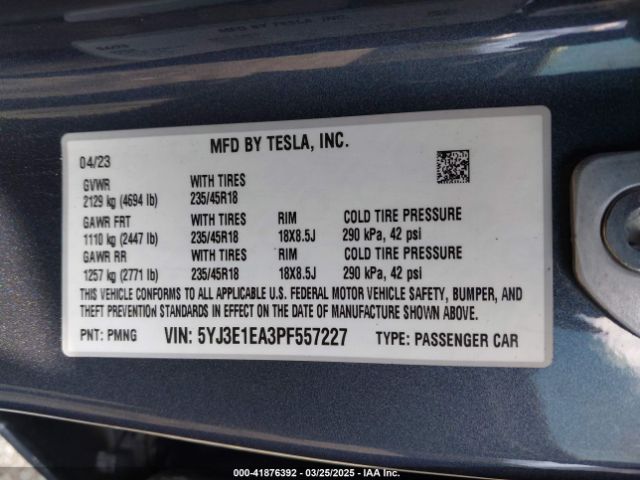 MFD BY TESLA, INC.
04/23
GVWR WITH TIRES
2129 kg (4694 lb) 235/45R18
GAWR FRT WITH TIRES RIM COLD TIRE PRESSURE
1110 kg (2447 lb) 235/45R18 18X8.5J 290 kPa, 42 psi
GAWR RR WITH TIRES RIM COLD TIRE PRESSURE
1257 kg (2771 lb) 235/45R18 18X8.5J 290 kPa, 42 psi
THIS VEHICLE CONFORMS TO ALL APPLICABLE U.S. FEDERAL MOTOR VEHICLE SAFETY, BUMPER, AND
THEFT PREVENTION STANDARDS IN EFFECT ON THE DATE OF MANUFACTURE SHOWN ABOVE.
PNT: PMNG VIN: 5YJ3E1EA3PF557227 TYPE: PASSENGER CAR
000-41876392 - 03/25/2025 - IAA Inc.